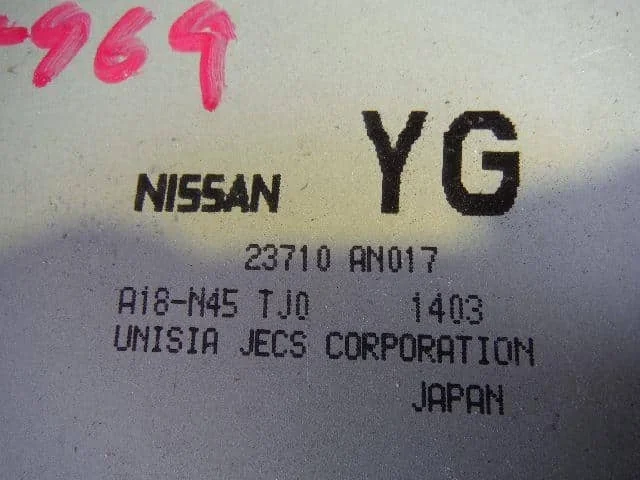 -969
NISSAN YG
23710 AN017
A18-N45 TJ0 1403
UNISIA JECS CORPORATION
JAPAN